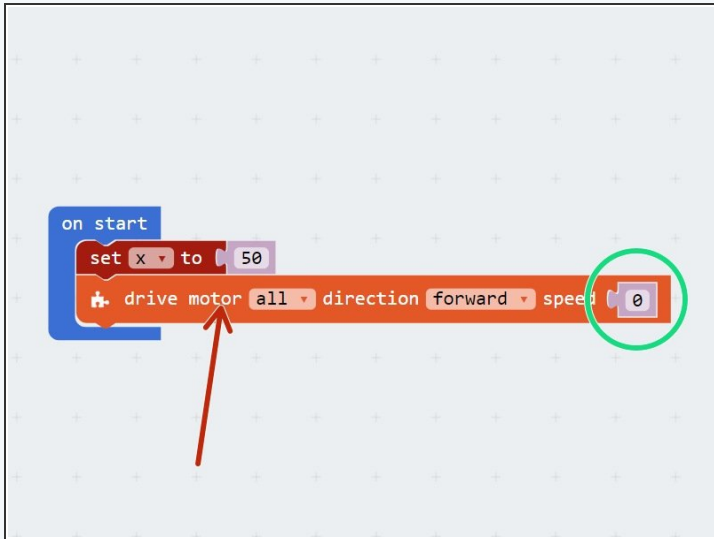 on start
set x to 50
drive motor all direction forward speed 0